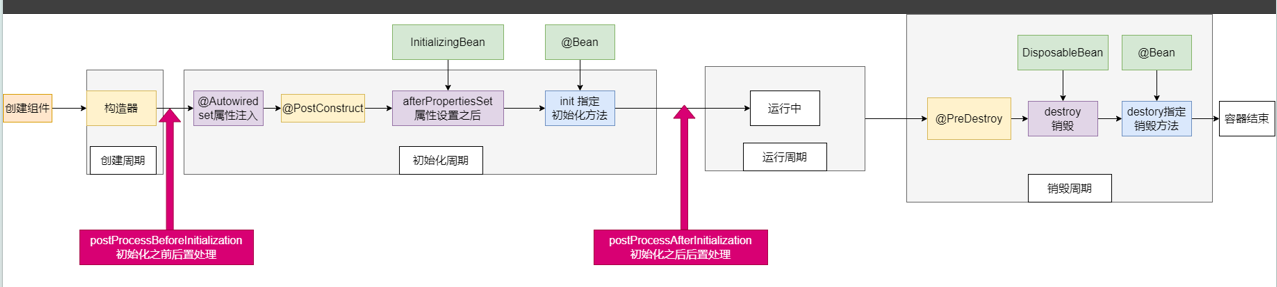 InitializingBean
@Bean
DisposableBean
@Bean
创建组件
构造器
@Autowired
set属性注入
@PostConstruct
afterPropertiesSet
属性设置之后
init 指定
初始化方法
运行中
@PreDestroy
destroy
销毁
destory指定
销毁方法
容器结束
创建周期
初始化周期
运行周期
销毁周期
postProcessBeforeInitialization
初始化之前后置处理
postProcessAfterInitialization
初始化之后后置处理